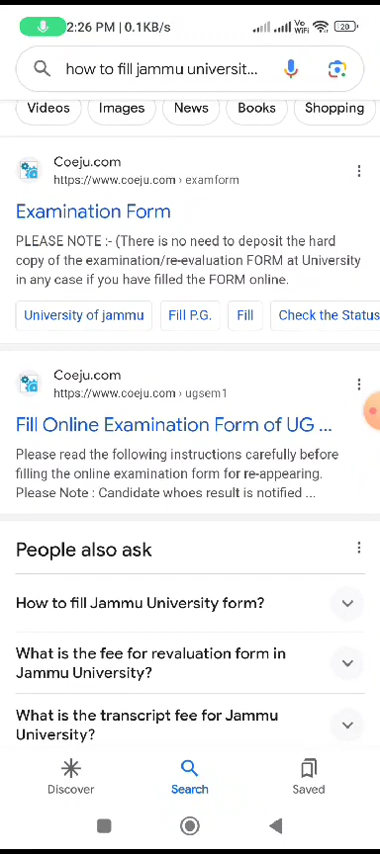 2:26 PM | 0.1KB/s
Vo
WiFi
20
how to fill jammu universit...
Videos
Images
News
Books
Shopping
Coeju.com
https://www.coeju.com › examform
Examination Form
PLEASE NOTE :- (There is no need to deposit the hard
copy of the examination/re-evaluation FORM at University
in any case if you have filled the FORM online.
University of jammu
Fill P.G.
Fill
Check the Status
Coeju.com
https://www.coeju.com › ugsem1
Fill Online Examination Form of UG ...
Please read the following instructions carefully before
filling the online examination form for re-appearing.
Please Note : Candidate whoes result is notified ...
People also ask
How to fill Jammu University form?
What is the fee for revaluation form in
Jammu University?
What is the transcript fee for Jammu
University?
Discover
Search
Saved